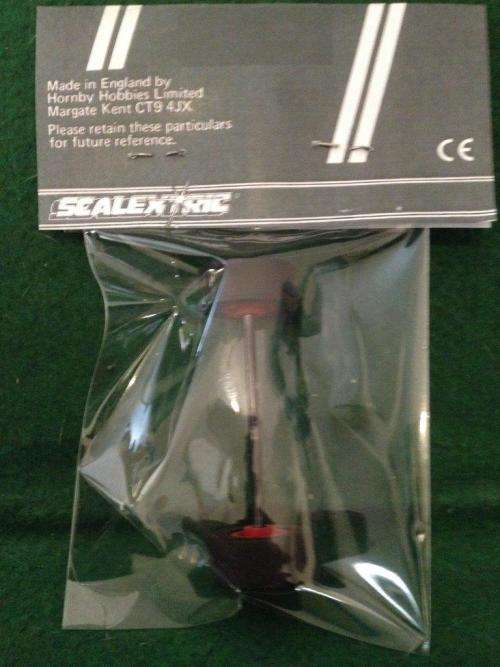 Made in England by
Hornby Hobbies Limited
Margate Kent CT9 4JX
Please retain these particulars
for future reference.
CE
SCALEXTRIC